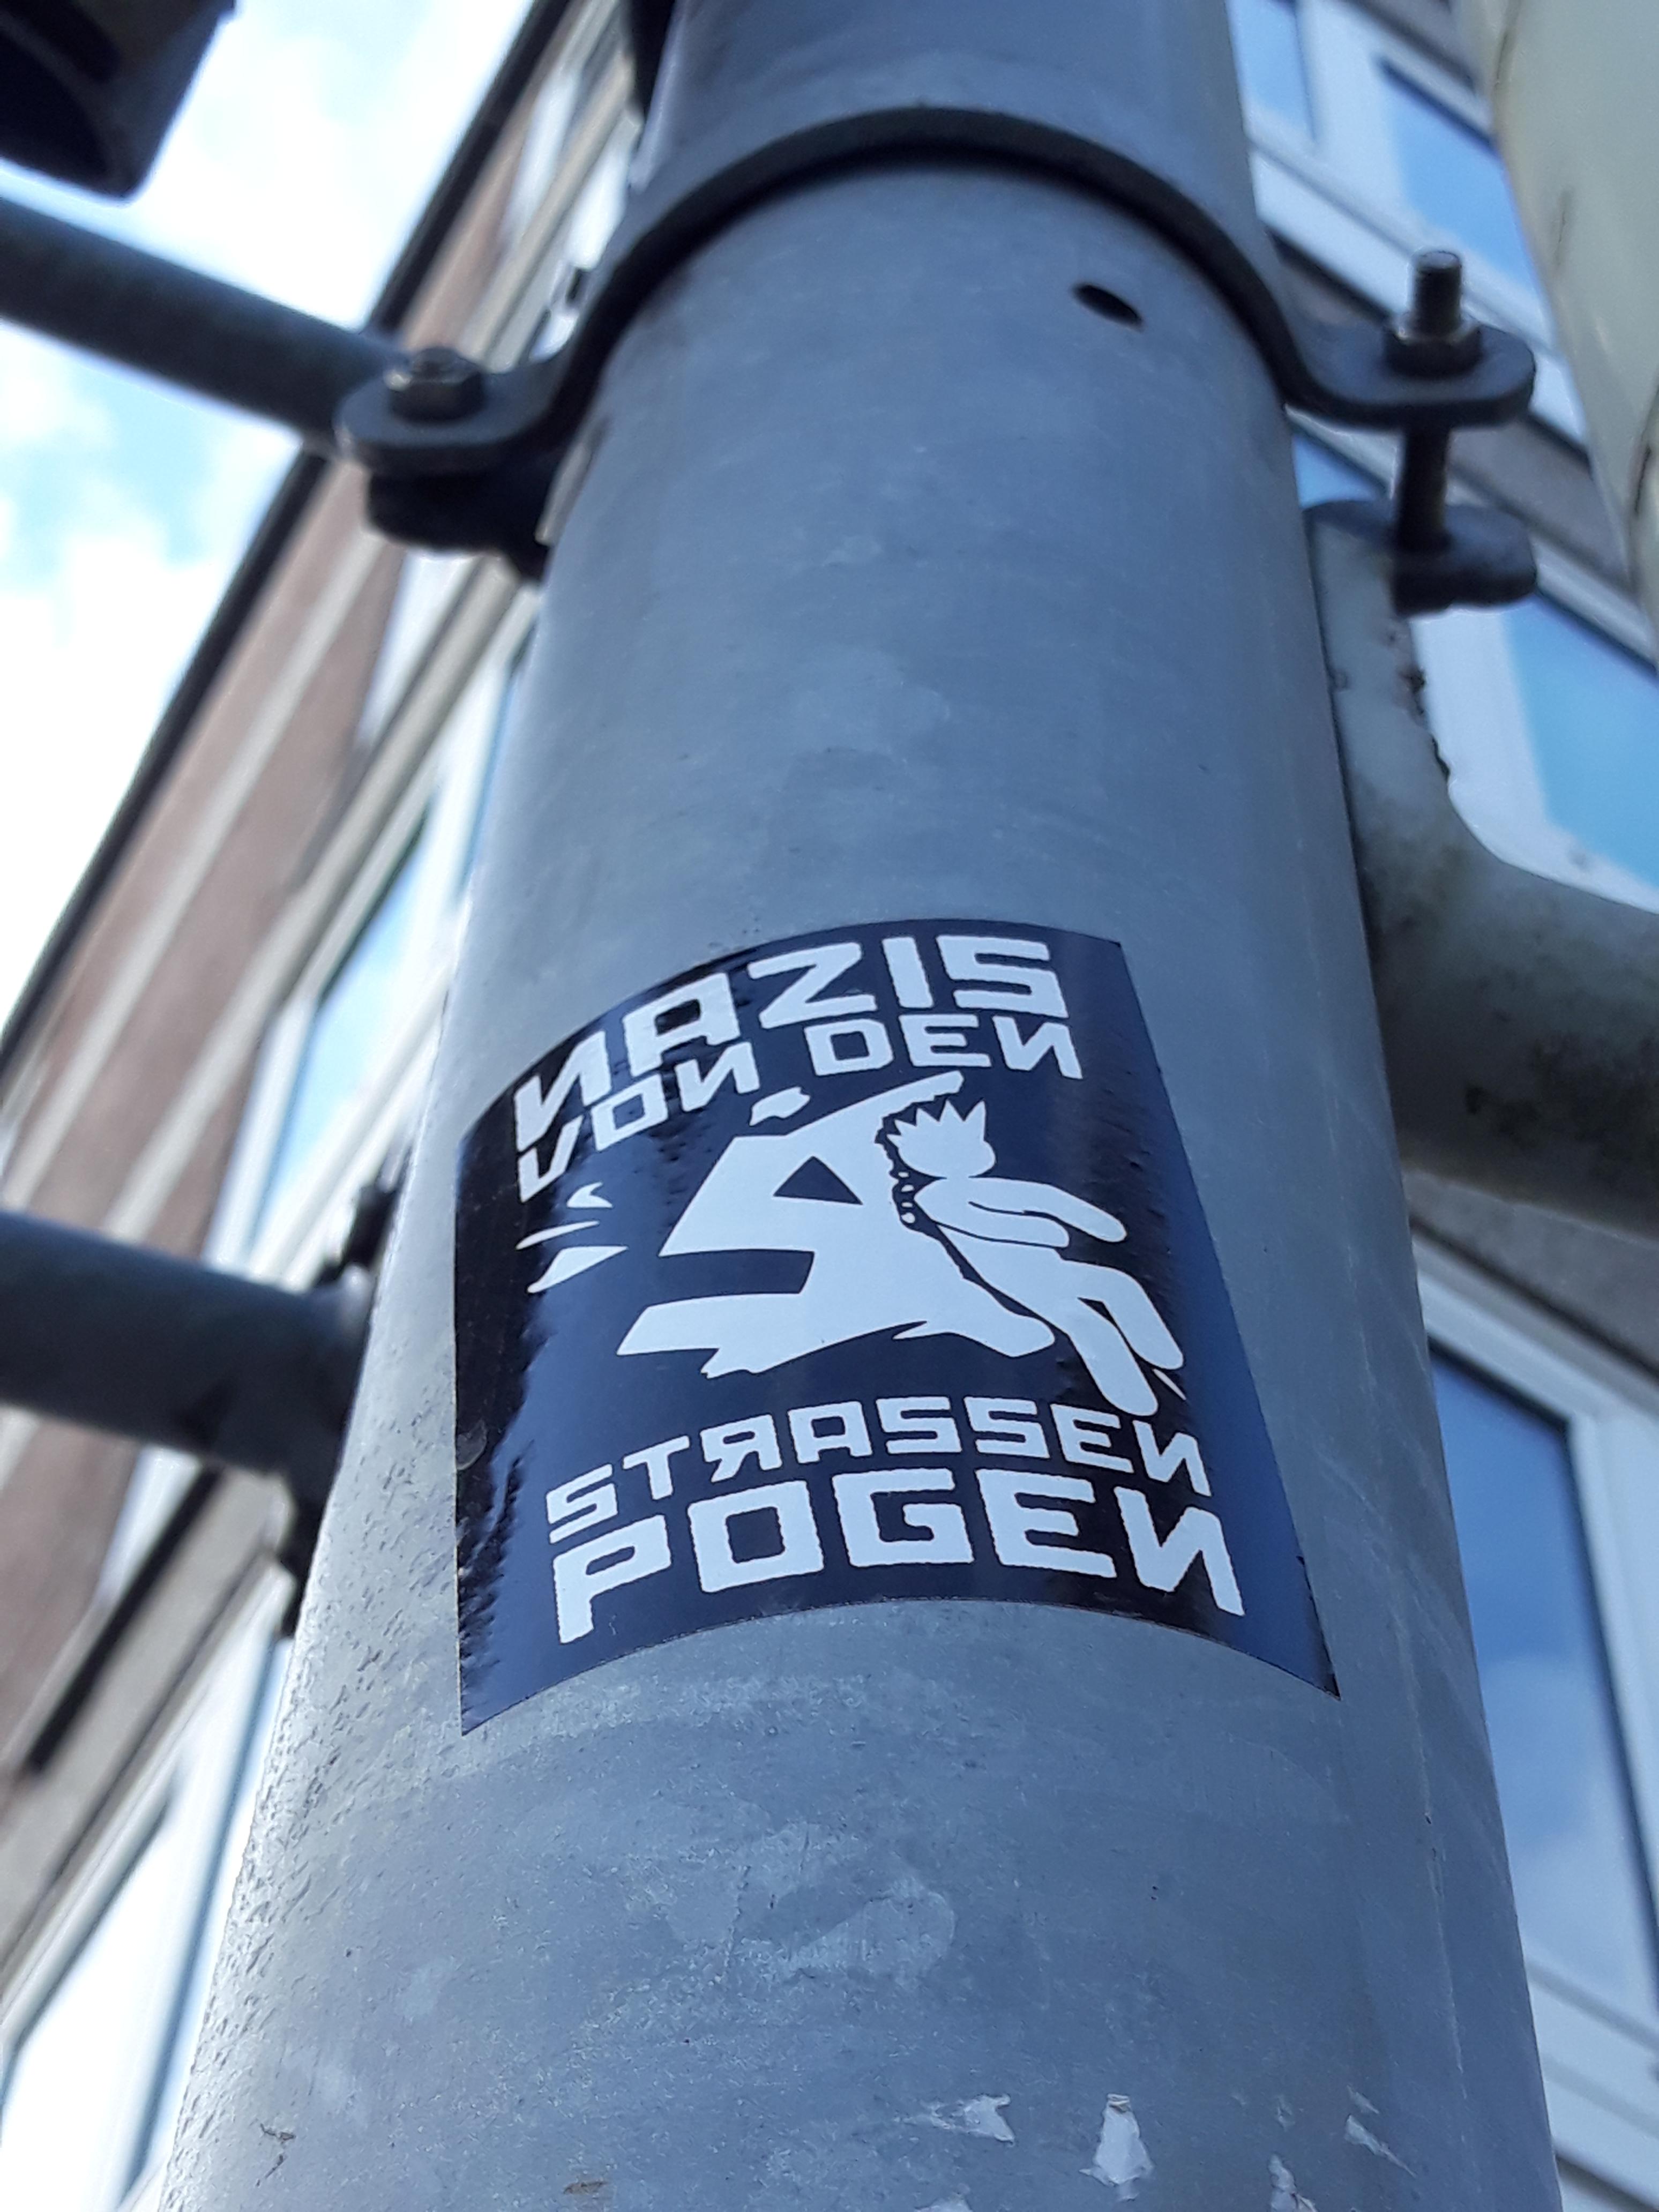 NAZIS
VON DEN
STRASSEN
POGEN